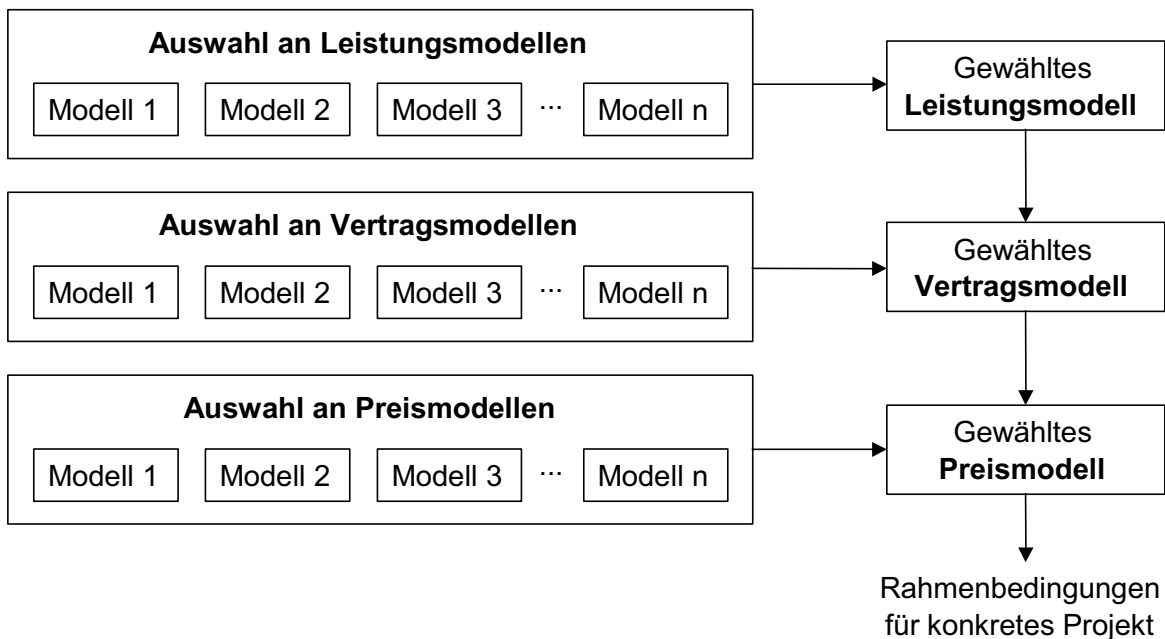 Auswahl an Leistungsmodellen
Modell 1 Modell 2 Modell 3 ... Modell n
Gewähltes
Leistungsmodell
Auswahl an Vertragsmodellen
Modell 1 Modell 2 Modell 3 ... Modell n
Gewähltes
Vertragsmodell
Auswahl an Preismodellen
Modell 1 Modell 2 Modell 3 ... Modell n
Gewähltes
Preismodell
Rahmenbedingungen
für konkretes Projekt